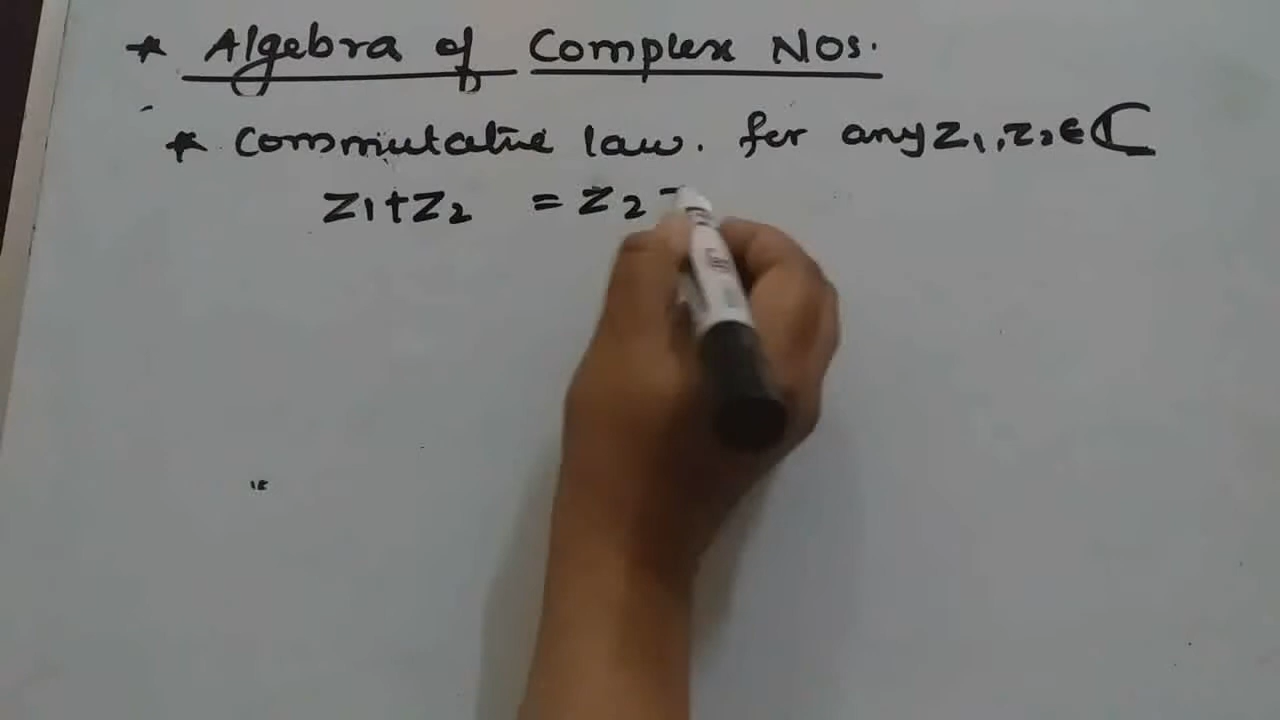 * Algebra of Complex Nos.
* Commutative law. for any z₁, z₂ ∈ ℂ
z₁+z₂ = z₂